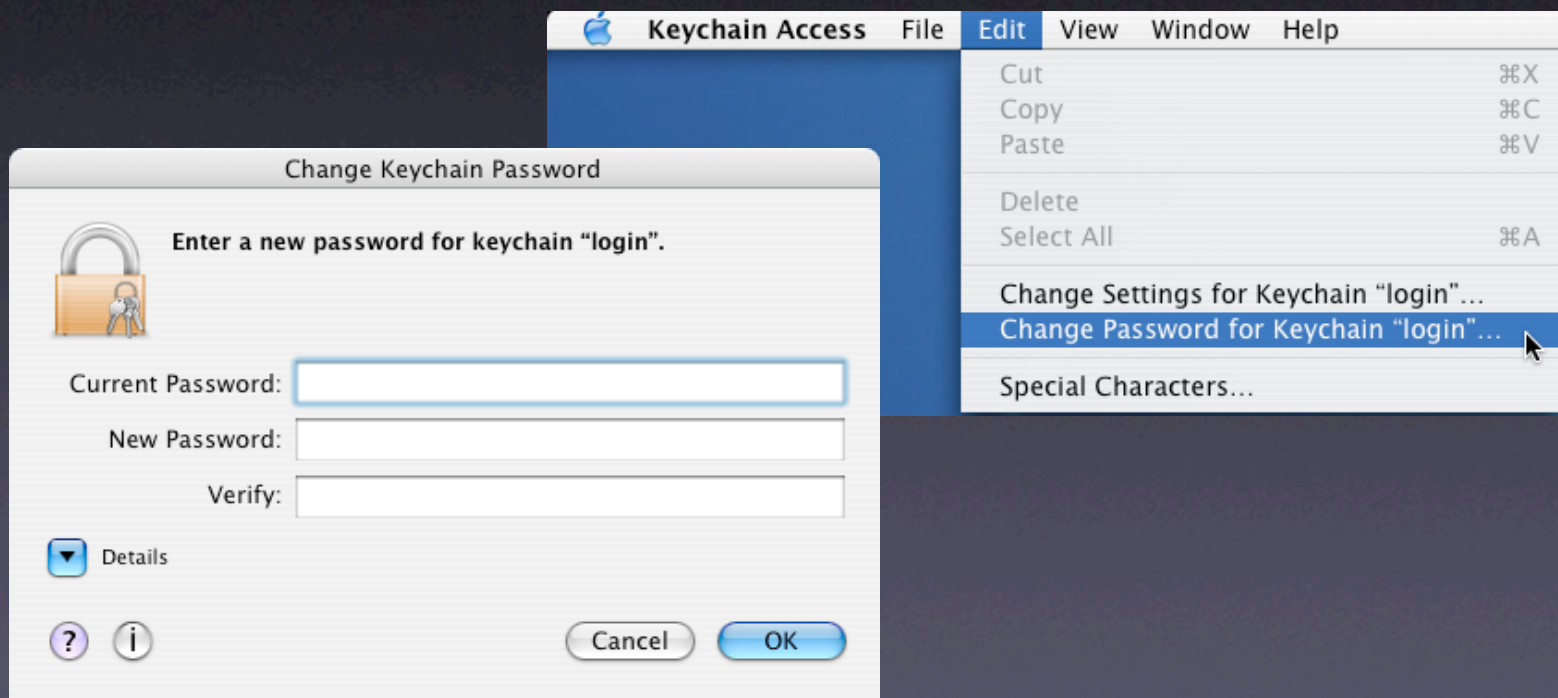 Keychain Access File Edit View Window Help
Cut ⌘X
Copy ⌘C
Paste ⌘V
Delete
Select All ⌘A
Change Settings for Keychain “login”...
Change Password for Keychain “login”...
Special Characters...
Change Keychain Password
Enter a new password for keychain “login”.
Current Password:
New Password:
Verify:
Details
? i Cancel OK